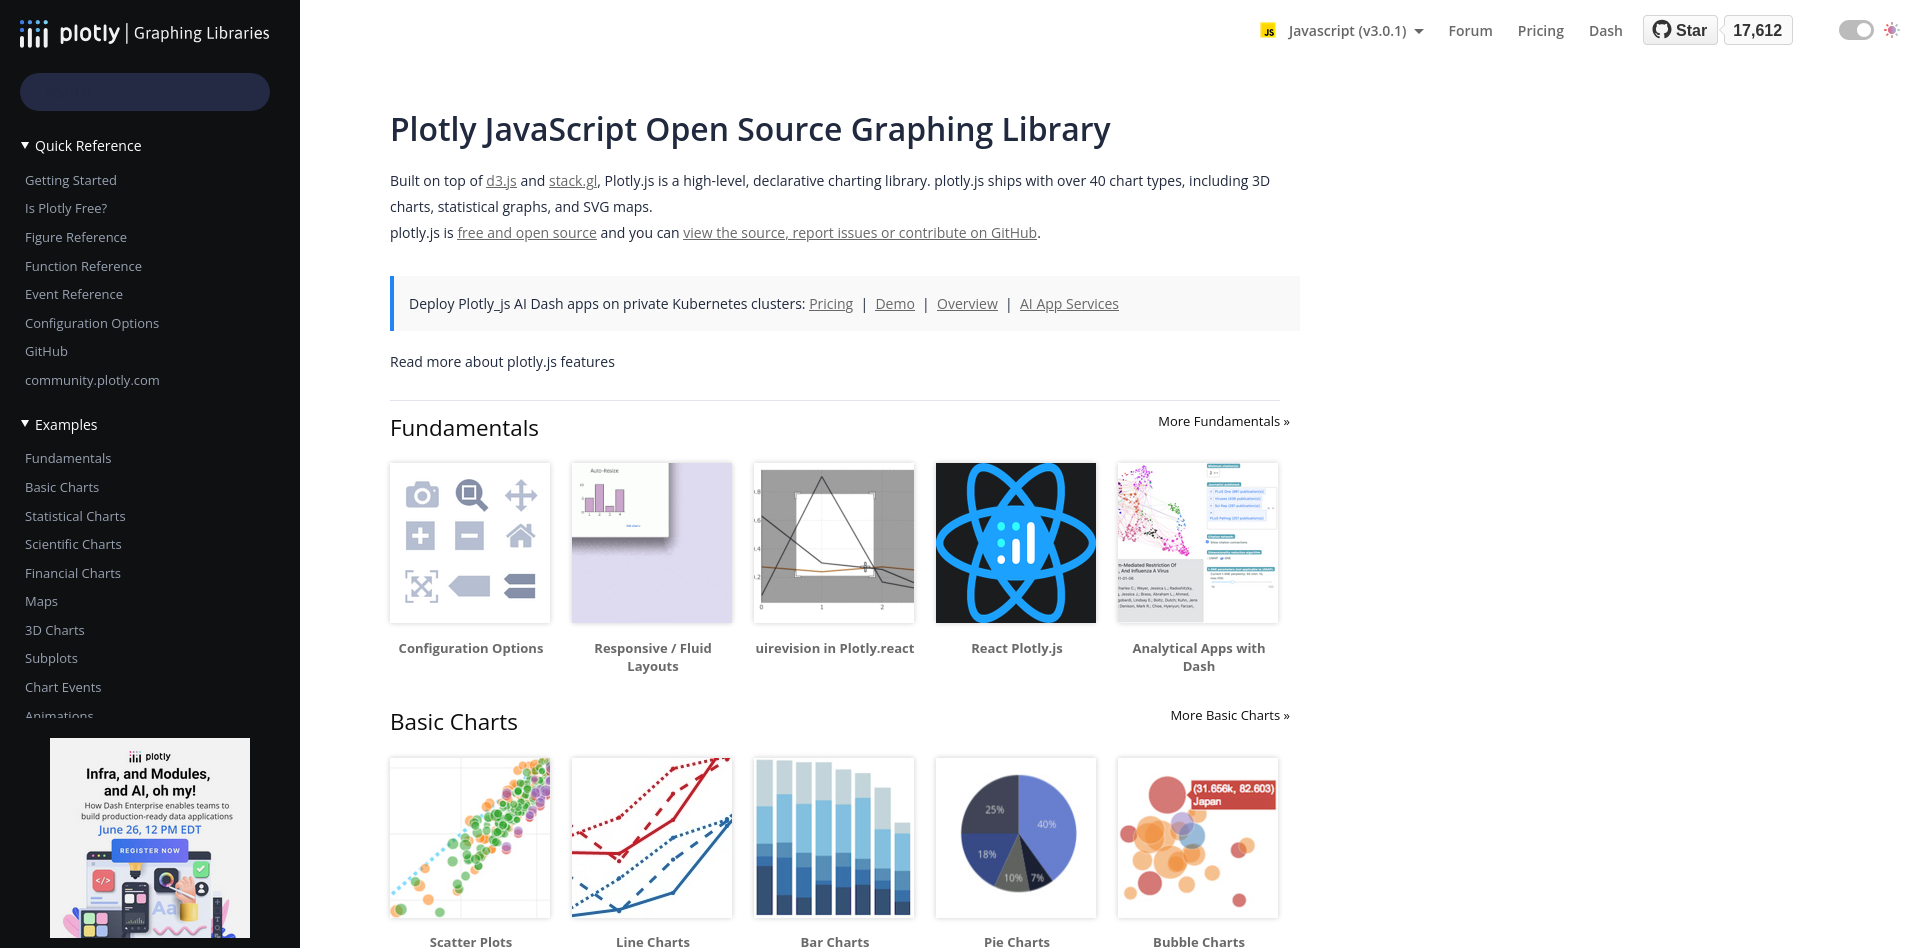 plotly | Graphing Libraries
Quick Reference
Getting Started
Is Plotly Free?
Figure Reference
Function Reference
Event Reference
Configuration Options
GitHub
community.plotly.com
Examples
Fundamentals
Basic Charts
Statistical Charts
Scientific Charts
Financial Charts
Maps
3D Charts
Subplots
Chart Events
Animations
plotly
Infra, and Modules,
and AI, oh my!
How Dash Enterprise enables teams to
build production-ready data applications
June 26, 12 PM EDT
REGISTER NOW
</>
Aa
JS Javascript (v3.0.1) Forum Pricing Dash Star 17,612
Plotly JavaScript Open Source Graphing Library
Built on top of d3.js and stack.gl, Plotly.js is a high-level, declarative charting library. plotly.js ships with over 40 chart types, including 3D
charts, statistical graphs, and SVG maps.
plotly.js is free and open source and you can view the source, report issues or contribute on GitHub.
Deploy Plotly_js AI Dash apps on private Kubernetes clusters: Pricing | Demo | Overview | AI App Services
Read more about plotly.js features
Fundamentals
More Fundamentals »
Auto-Resize
0 1 2
Configuration Options
Responsive / Fluid
Layouts
uirevision in Plotly.react
React Plotly.js
Analytical Apps with
Dash
Basic Charts
More Basic Charts »
25%
40%
18%
10%
7%
(31.656k, 82.603)
Japan
Scatter Plots
Line Charts
Bar Charts
Pie Charts
Bubble Charts